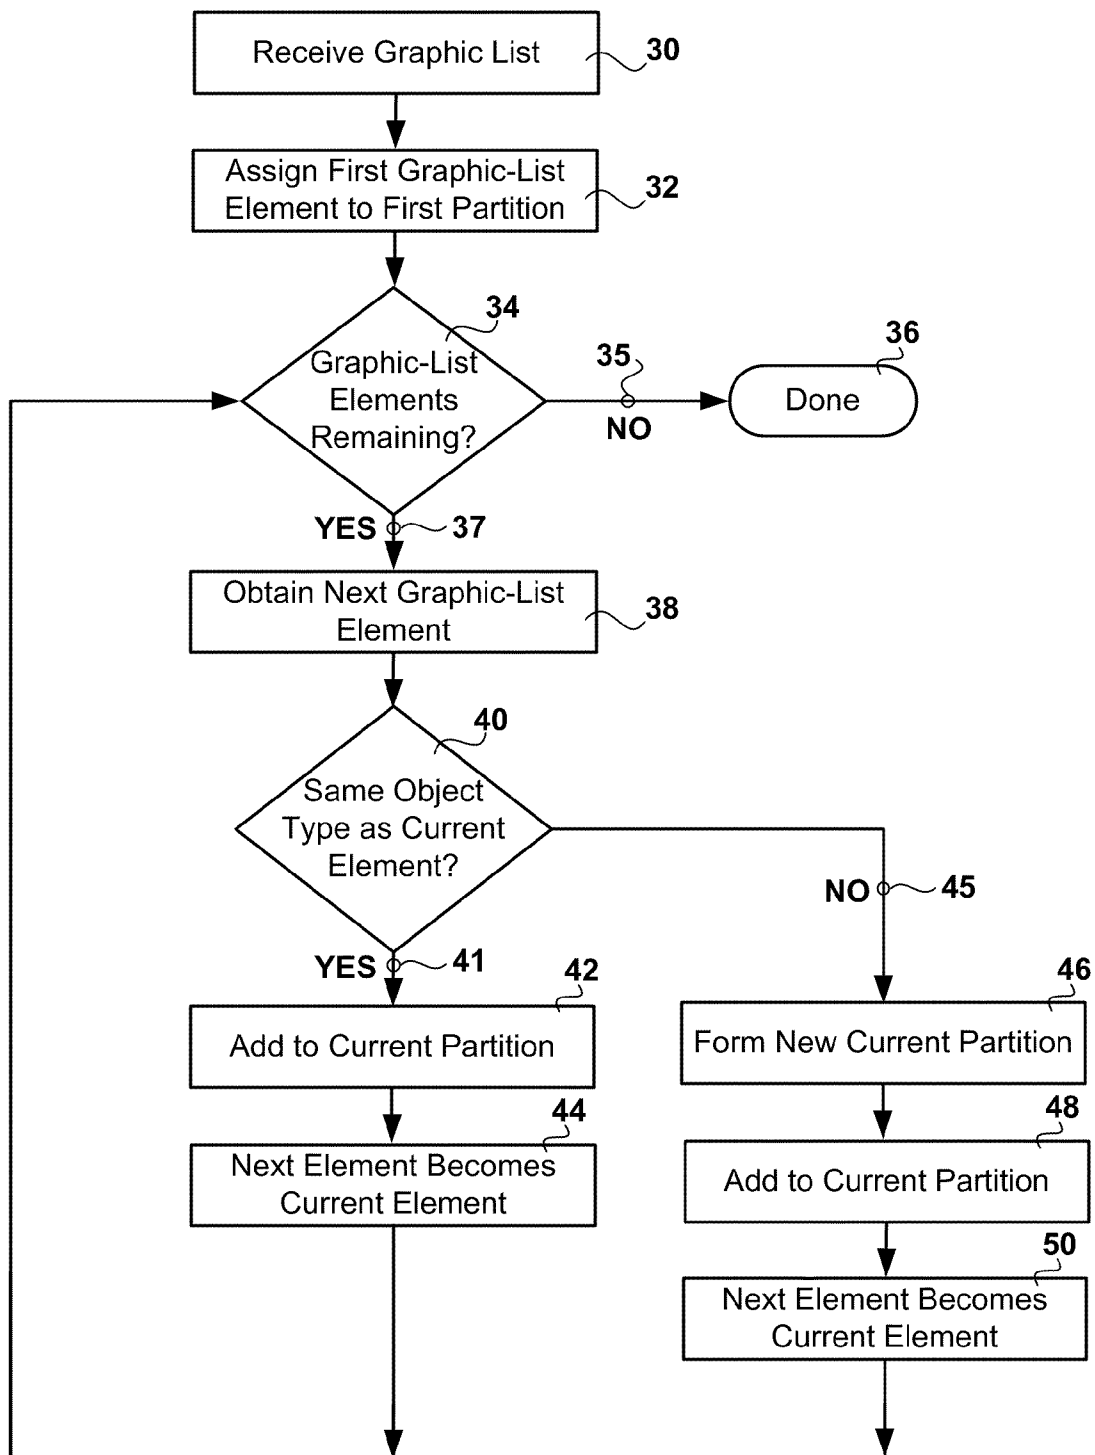 Receive Graphic List
30
Assign First Graphic-List
Element to First Partition
32
34
Graphic-List
Elements
Remaining?
35
NO
36
Done
YES
37
Obtain Next Graphic-List
Element
38
40
Same Object
Type as Current
Element?
NO
45
YES
41
42
Add to Current Partition
46
Form New Current Partition
44
Next Element Becomes
Current Element
48
Add to Current Partition
50
Next Element Becomes
Current Element